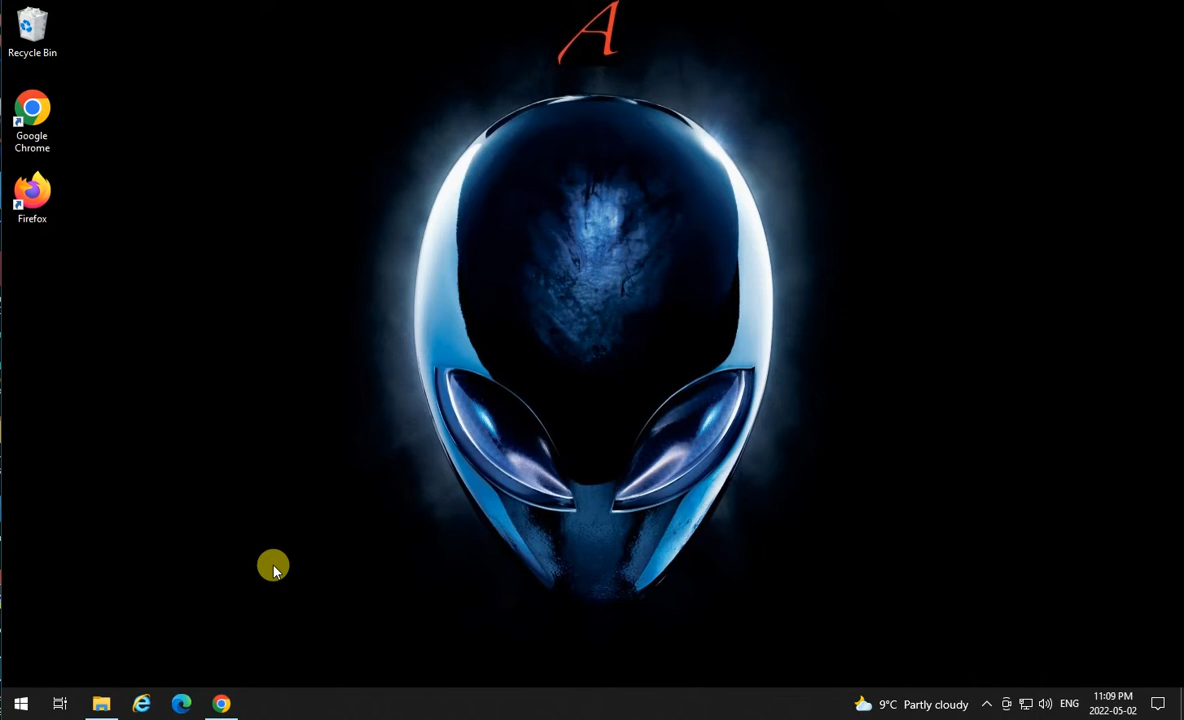 A
Recycle Bin
Google
Chrome
Firefox
9°C Partly cloudy
ENG
11:09 PM
2022-05-02